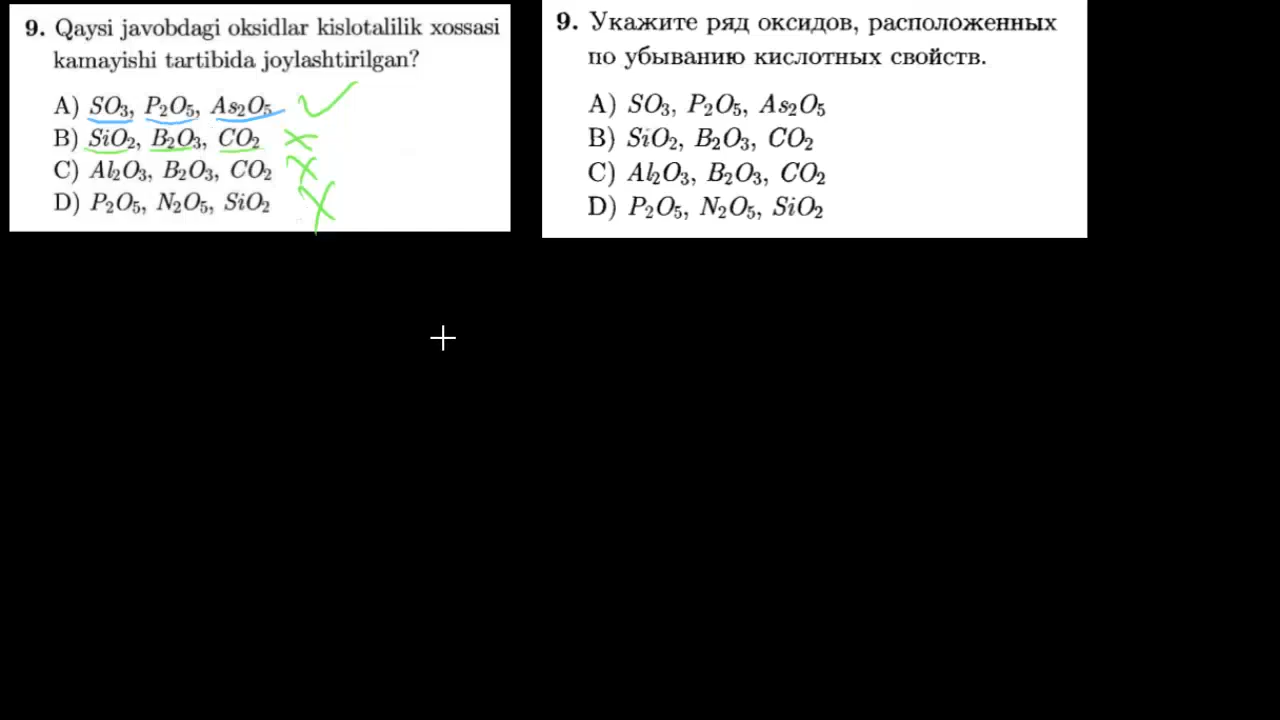 9. Qaysi javobdagi oksidlar kislotalilik xossasi
kamayishi tartibida joylashtirilgan?
A) SO₃, P₂O₅, As₂O₅
B) SiO₂, B₂O₃, CO₂
C) Al₂O₃, B₂O₃, CO₂
D) P₂O₅, N₂O₅, SiO₂
9. Укажите ряд оксидов, расположенных
по убыванию кислотных свойств.
A) SO₃, P₂O₅, As₂O₅
B) SiO₂, B₂O₃, CO₂
C) Al₂O₃, B₂O₃, CO₂
D) P₂O₅, N₂O₅, SiO₂